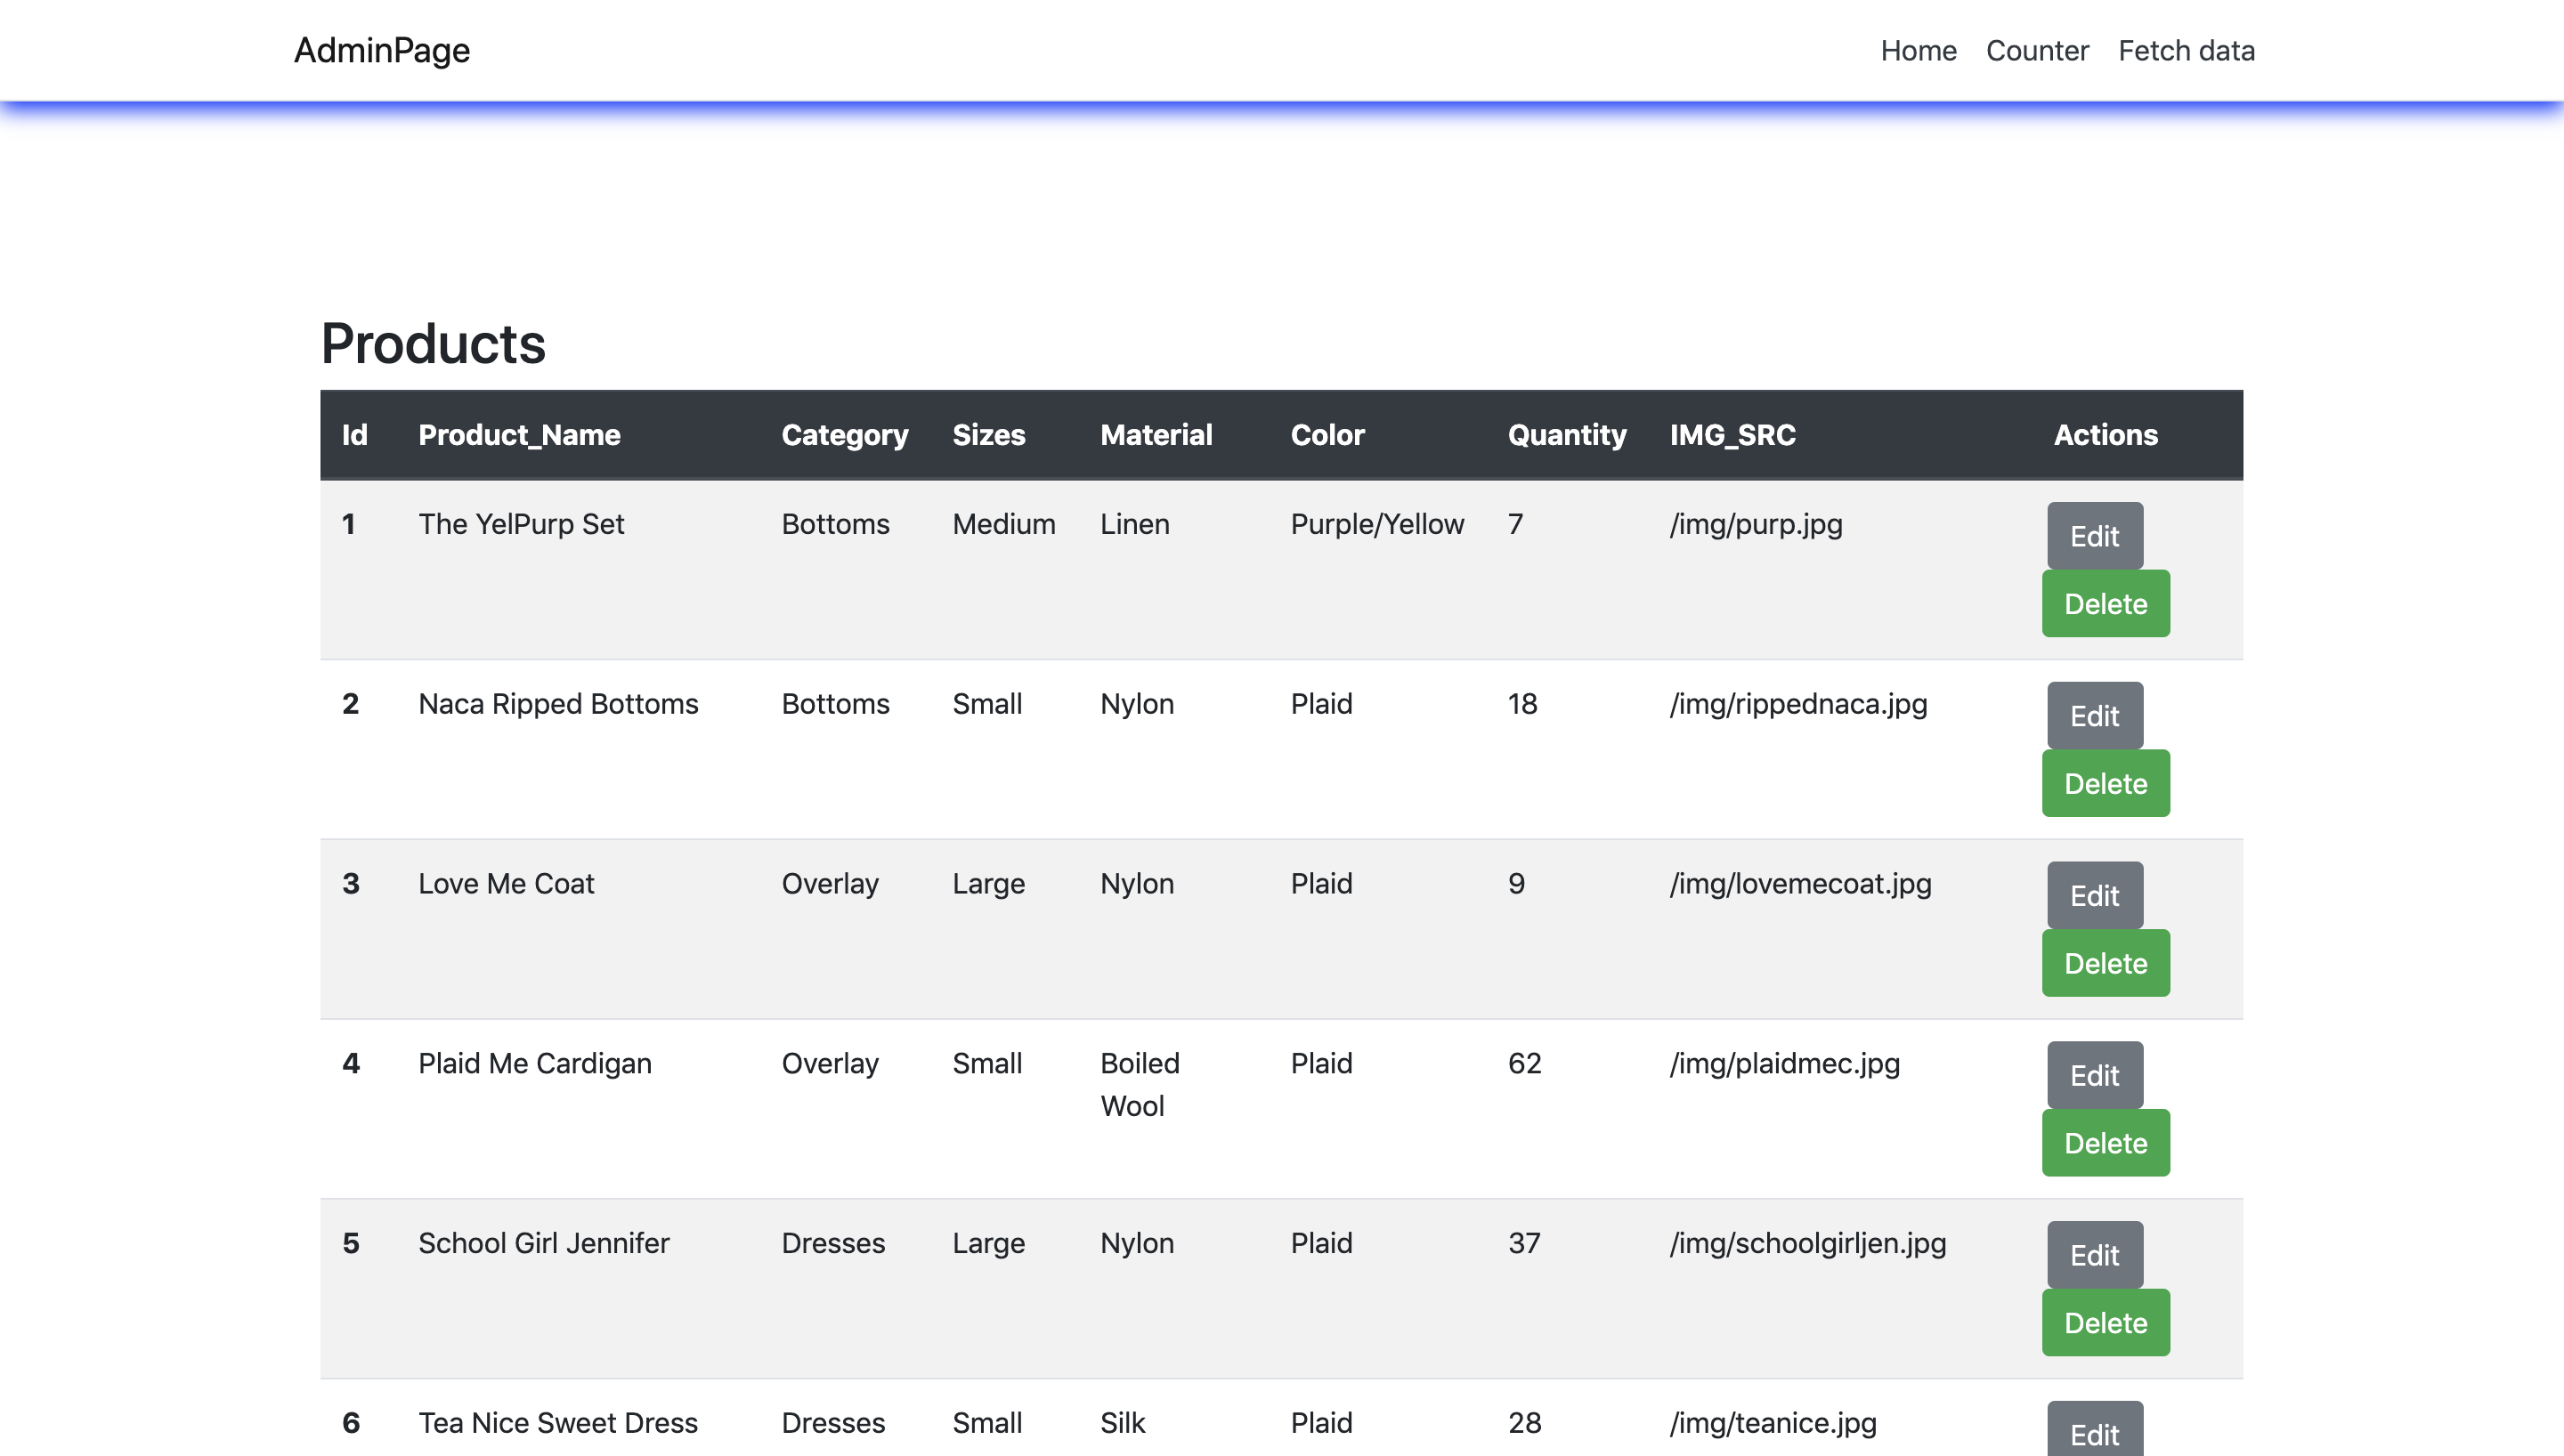 AdminPage Home Counter Fetch data
Products
Id Product_Name Category Sizes Material Color Quantity IMG_SRC Actions
1 The YelPurp Set Bottoms Medium Linen Purple/Yellow 7 /img/purp.jpg Edit
Delete
2 Naca Ripped Bottoms Bottoms Small Nylon Plaid 18 /img/rippednaca.jpg Edit
Delete
3 Love Me Coat Overlay Large Nylon Plaid 9 /img/lovemecoat.jpg Edit
Delete
4 Plaid Me Cardigan Overlay Small Boiled Plaid 62 /img/plaidmec.jpg Edit
Wool
Delete
5 School Girl Jennifer Dresses Large Nylon Plaid 37 /img/schoolgirljen.jpg Edit
Delete
6 Tea Nice Sweet Dress Dresses Small Silk Plaid 28 /img/teanice.jpg Edit